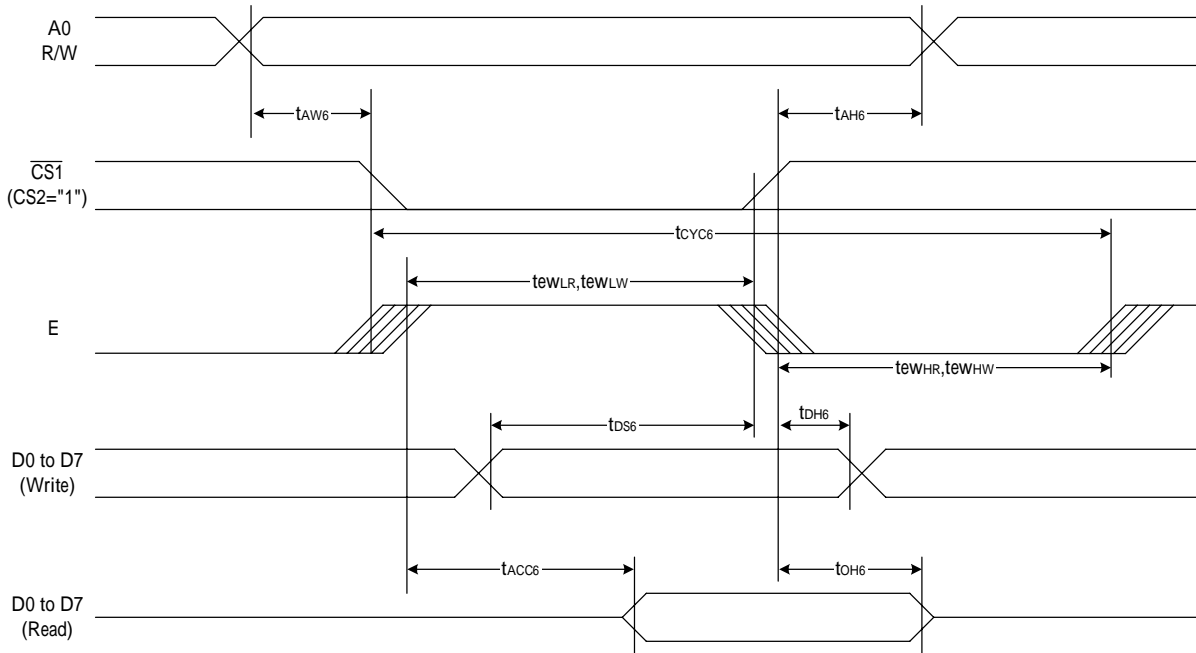 A0
R/W
tAW6
tAH6
CS1
(CS2="1")
tCYC6
tewLR,tewLW
E
tewHR,tewHW
tDS6
tDH6
D0 to D7
(Write)
tACC6
tOH6
D0 to D7
(Read)